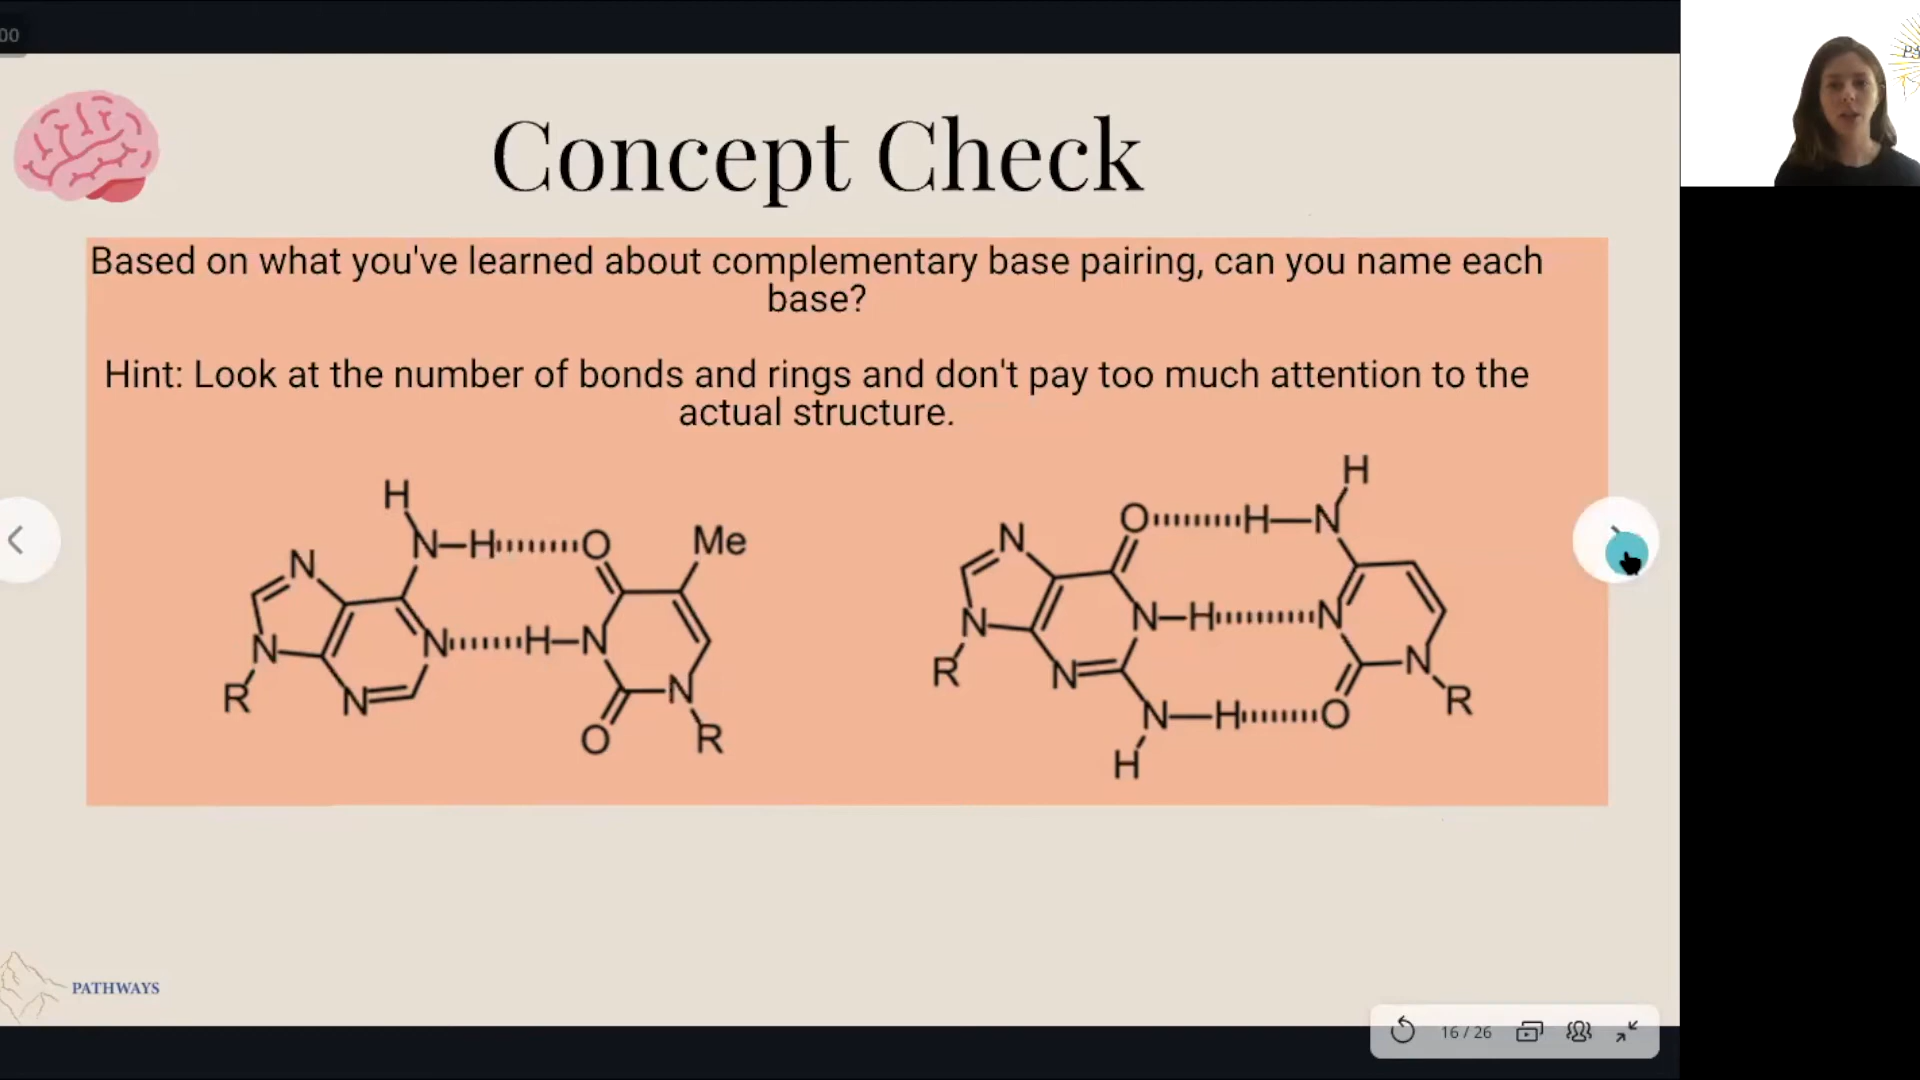 00
PA
Concept Check
Based on what you've learned about complementary base pairing, can you name each
base?
Hint: Look at the number of bonds and rings and don't pay too much attention to the
actual structure.
H
N–H O Me
N
N N H–N
R N N
O R
H
O H–N
N
N N–H N
R N N
N–H O R
H
PATHWAYS
16 / 26